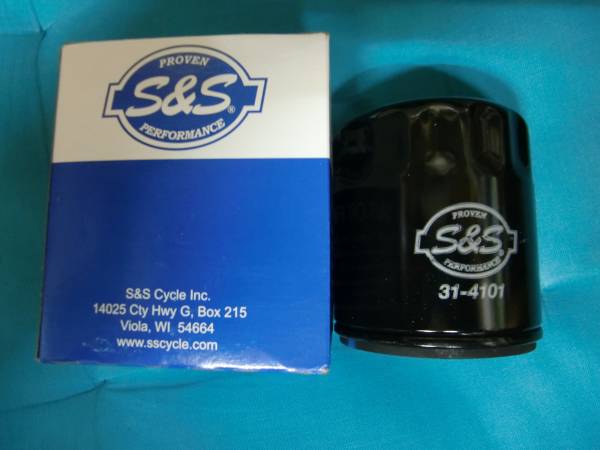 PROVEN
S&S®
PERFORMANCE
S&S Cycle Inc.
14025 Cty Hwy G, Box 215
Viola, WI 54664
www.sscycle.com
PROVEN
S&S
PERFORMANCE
31-4101